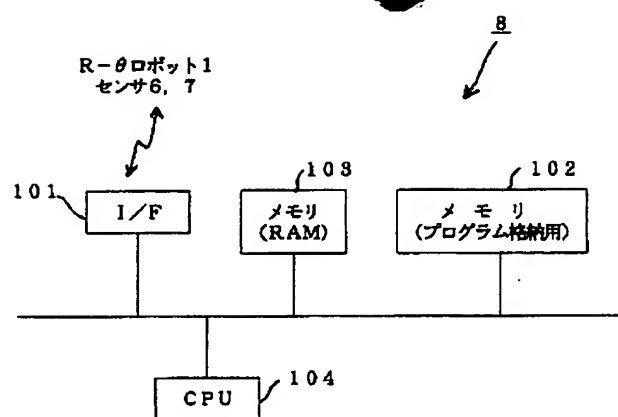 8
R-θロボット1
センサ6,7
101
I/F
103
メモリ
(RAM)
102
メモリ
(プログラム格納用)
CPU
104